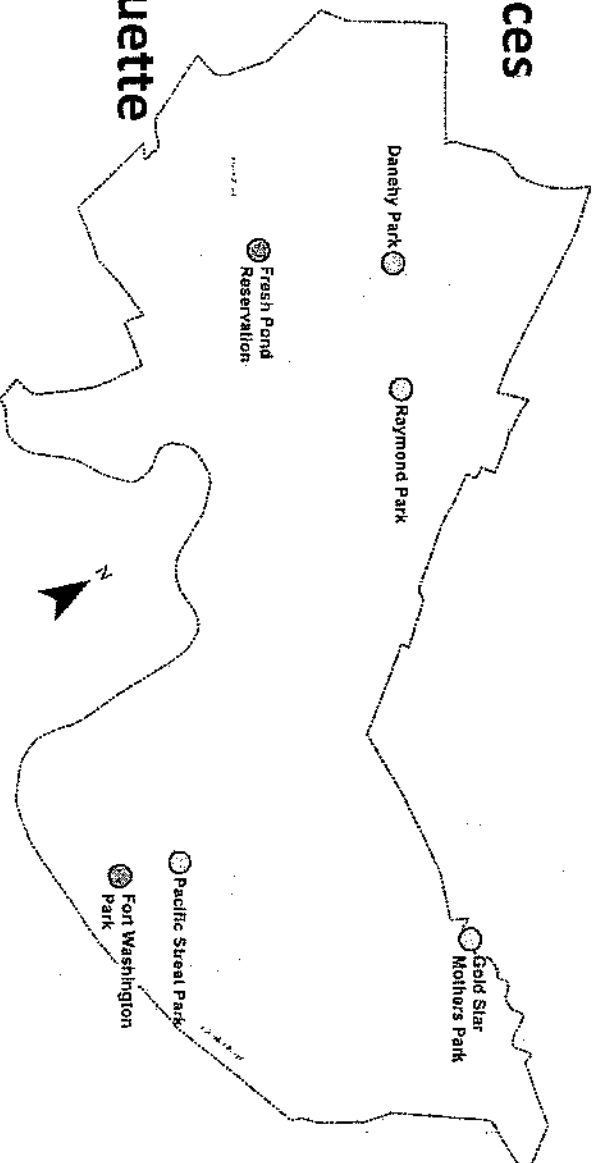 ces
uette
Danehy Park
Raymond Park
Gold Star
Mothers Park
Fresh Pond
Reservation
N
Pacific Street Park
Fort Washington
Park